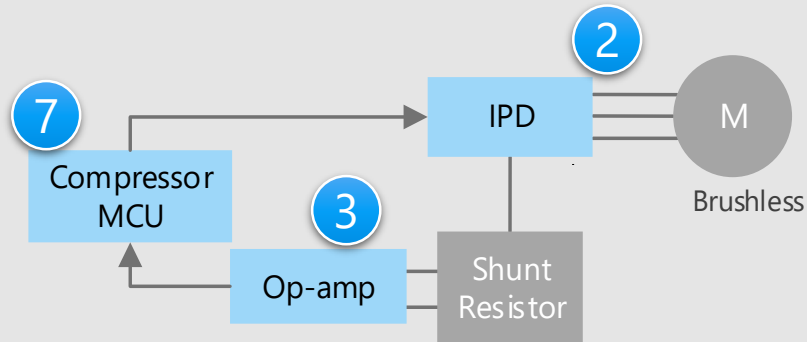 2
7
IPD
M
Compressor
MCU
Brushless
3
Op-amp
Shunt
Resistor